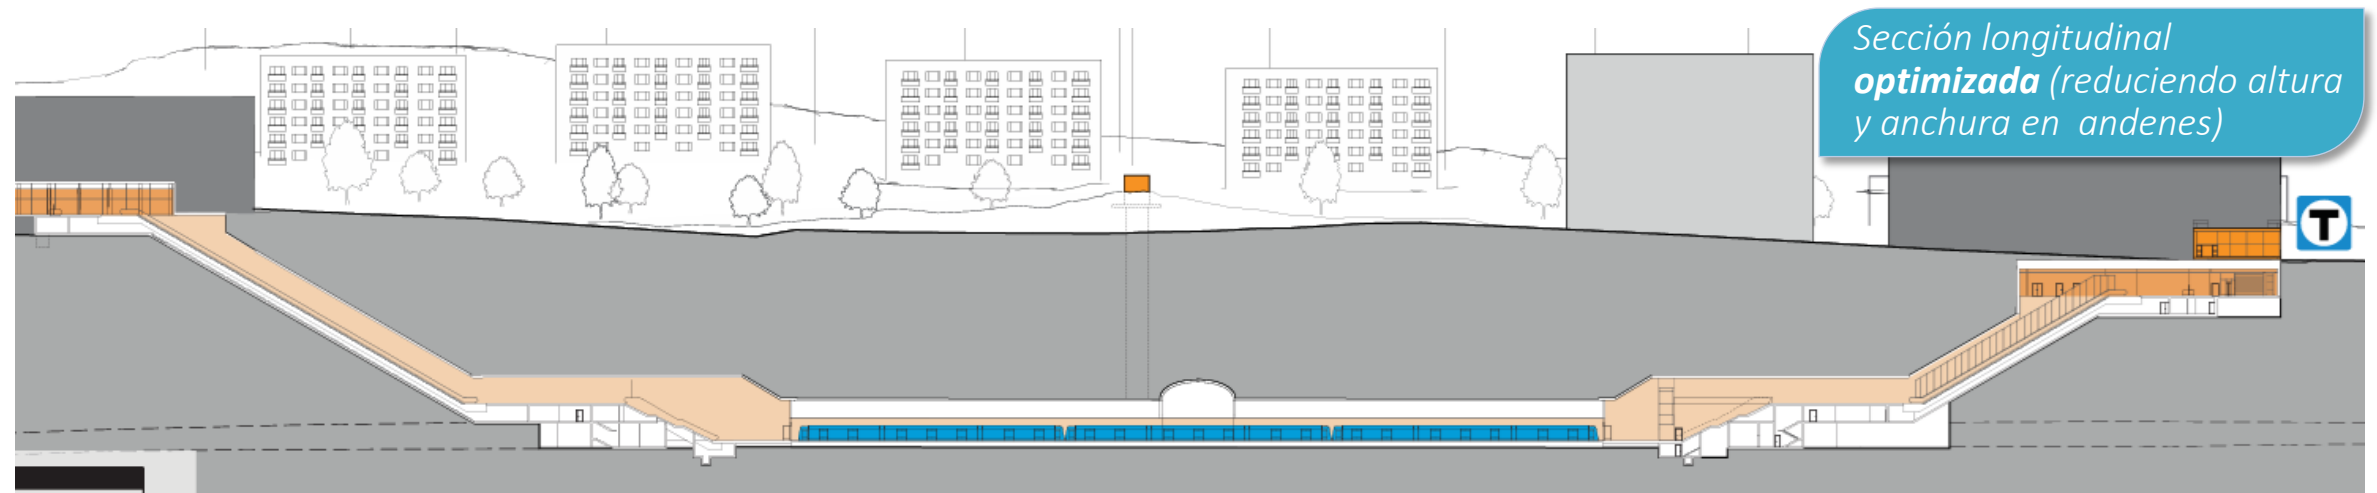 Sección longitudinal
optimizada (reduciendo altura
y anchura en andenes)
T